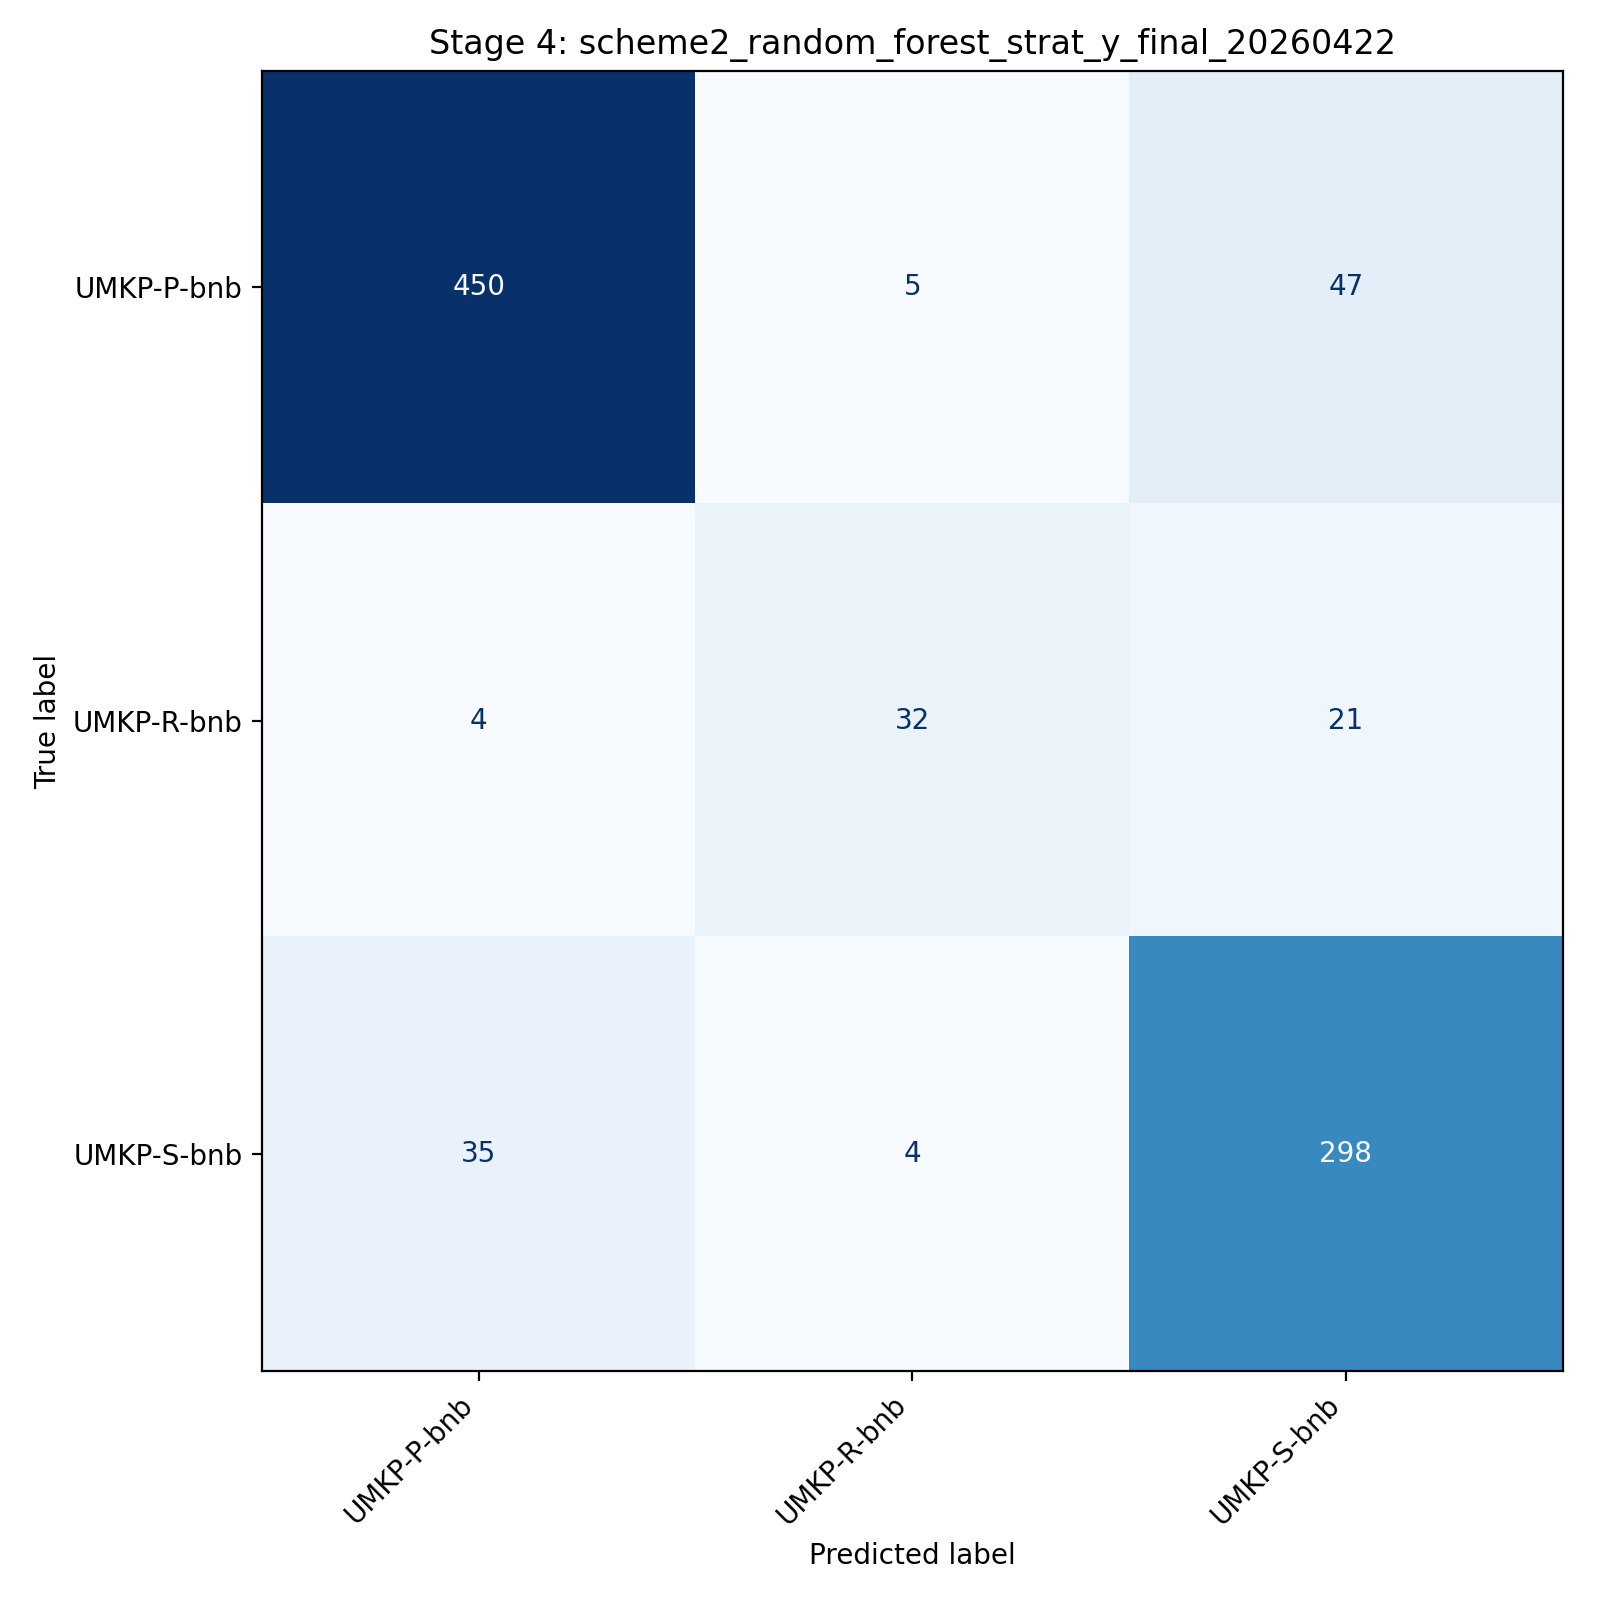 Stage 4: scheme2_random_forest_strat_y_final_20260422
True label
UMKP-P-bnb
450
5
47
UMKP-R-bnb
4
32
21
UMKP-S-bnb
35
4
298
UMKP-P-bnb
UMKP-R-bnb
UMKP-S-bnb
Predicted label